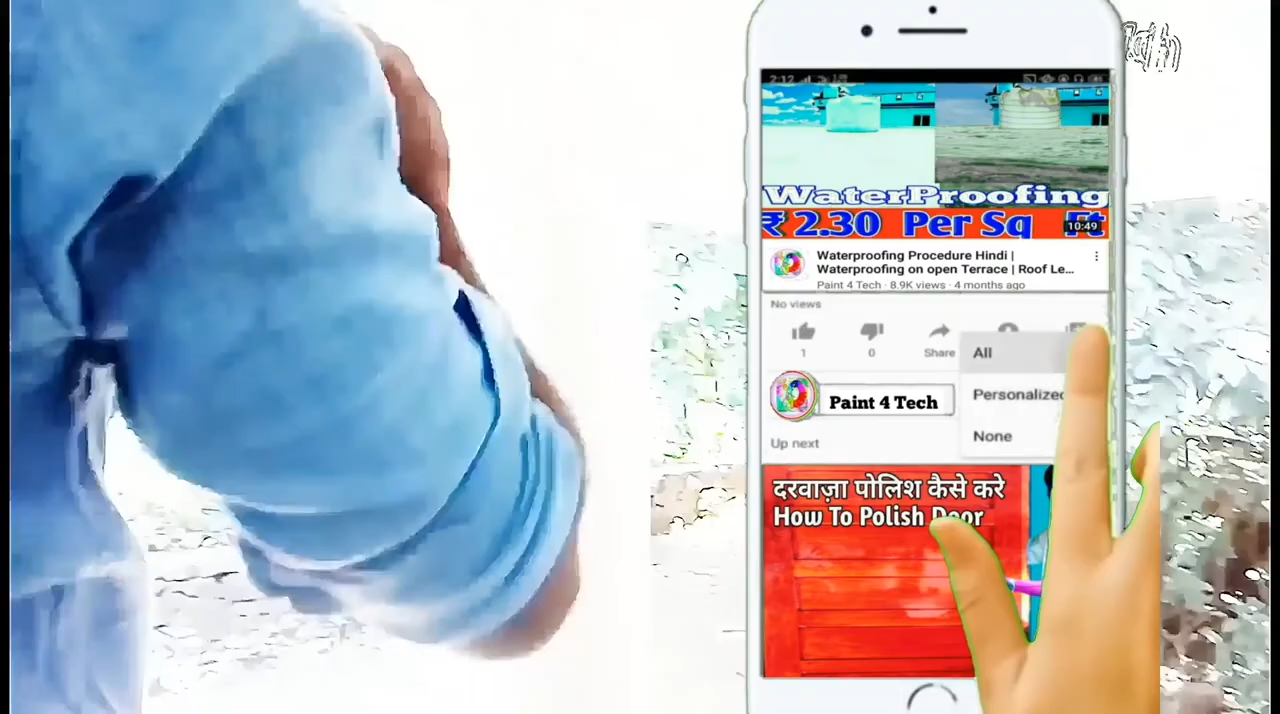 2:12
WaterProofing
₹ 2.30 Per Sq Ft
10:49
Waterproofing Procedure Hindi |
Waterproofing on open Terrace | Roof Le...
Paint 4 Tech · 8.9K views · 4 months ago
No views
1
0
Share
All
Personalized
None
Paint 4 Tech
Up next
दरवाज़ा पोलिश कैसे करे
How To Polish Door